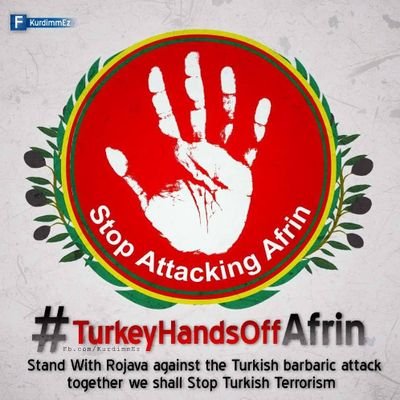 F KurdimmEz
Stop Attacking Afrin
#TurkeyHandsOffAfrin
Fb.com/KurdimmEz
Stand With Rojava against the Turkish barbaric attack
together we shall Stop Turkish Terrorism